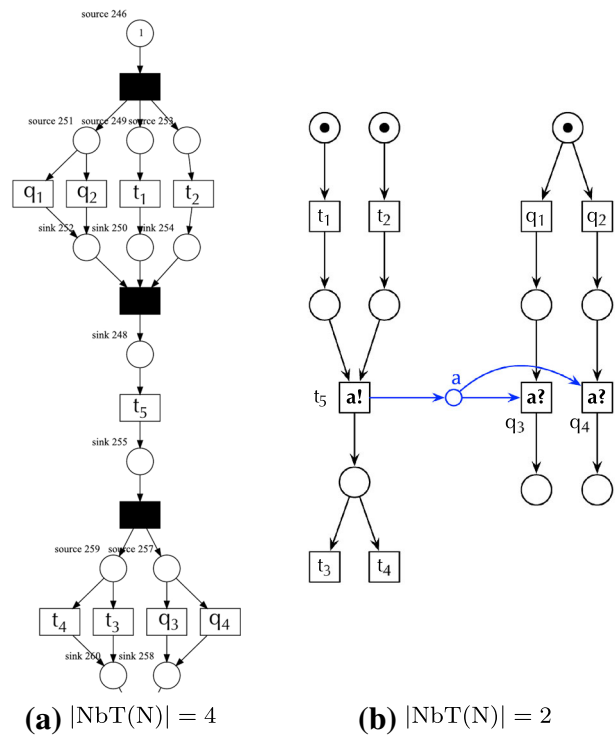 source 246
1
source 251 source 249 source 253
q1 q2 t1 t2
sink 252 sink 250 sink 254
sink 248
t5
sink 255
source 259 source 257
t4 t3 q3 q4
sink 260 sink 258
(a) |NbT(N)| = 4
t1 t2 q1 q2
a
t5 a! a? a?
q3 q4
t3 t4
(b) |NbT(N)| = 2